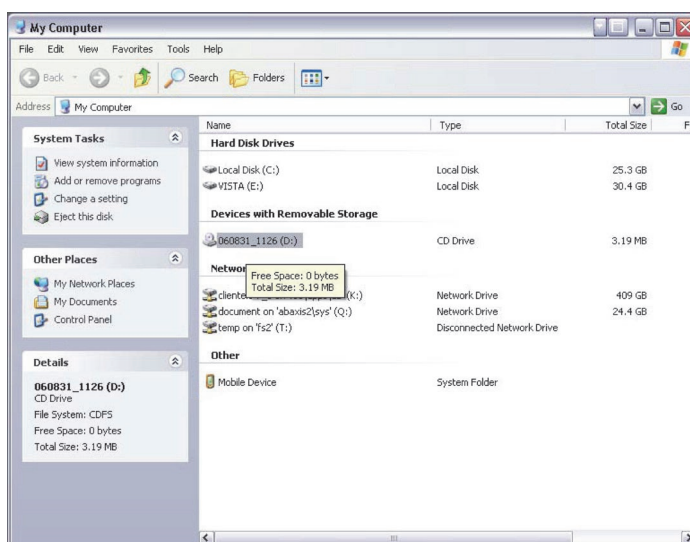 My Computer
File Edit View Favorites Tools Help
Back Search Folders
Address My Computer Go
System Tasks
View system information
Add or remove programs
Change a setting
Eject this disk
Other Places
My Network Places
My Documents
Control Panel
Details
060831_1126 (D:)
CD Drive
File System: CDFS
Free Space: 0 bytes
Total Size: 3.19 MB
Name Type Total Size F
Hard Disk Drives
Local Disk (C:) Local Disk 25.3 GB
VISTA (E:) Local Disk 30.4 GB
Devices with Removable Storage
060831_1126 (D:) CD Drive 3.19 MB
Free Space: 0 bytes
Total Size: 3.19 MB
(K:) Network Drive 409 GB
document on 'abaxis2\sys' (Q:) Network Drive 24.4 GB
temp on 'fs2' (T:) Disconnected Network Drive
Other
Mobile Device System Folder